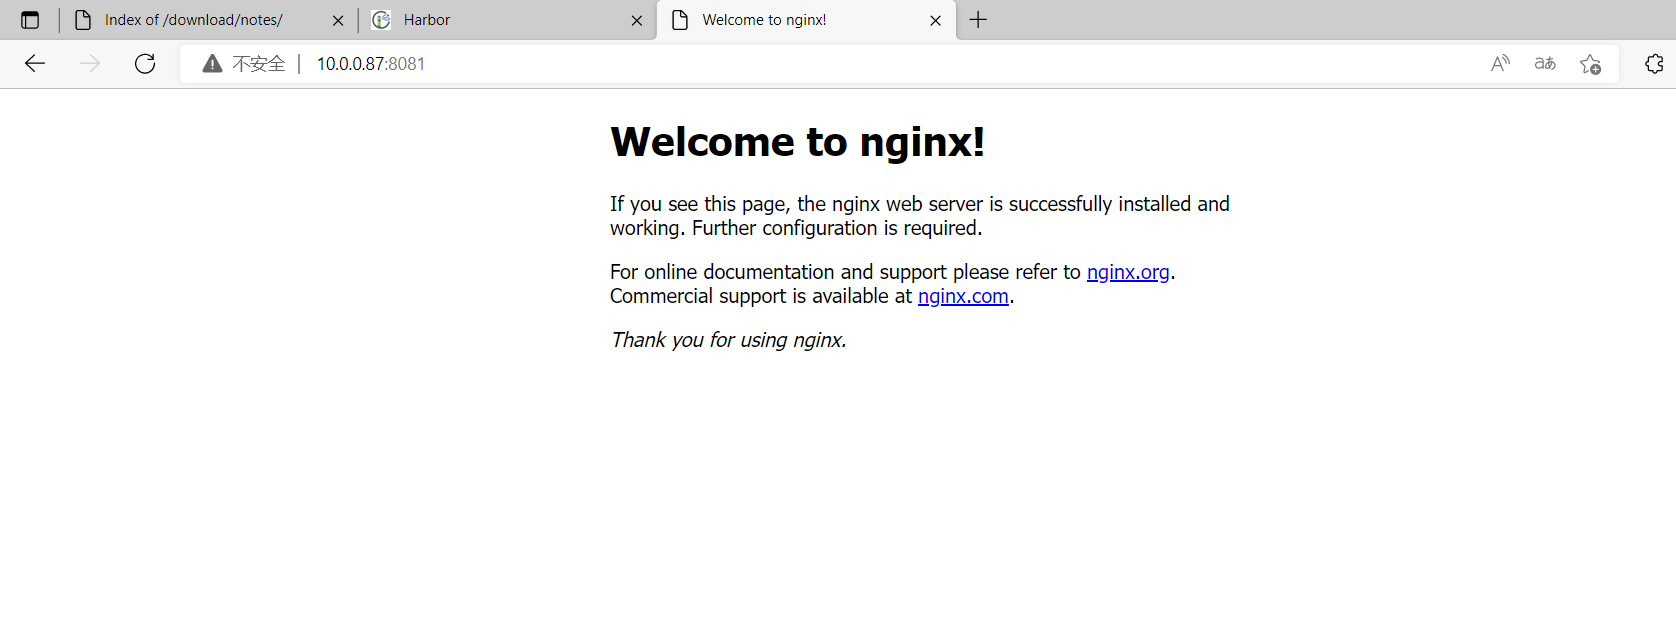 Index of /download/notes/
Harbor
Welcome to nginx!
不安全 10.0.0.87:8081
Welcome to nginx!
If you see this page, the nginx web server is successfully installed and
working. Further configuration is required.
For online documentation and support please refer to nginx.org.
Commercial support is available at nginx.com.
Thank you for using nginx.